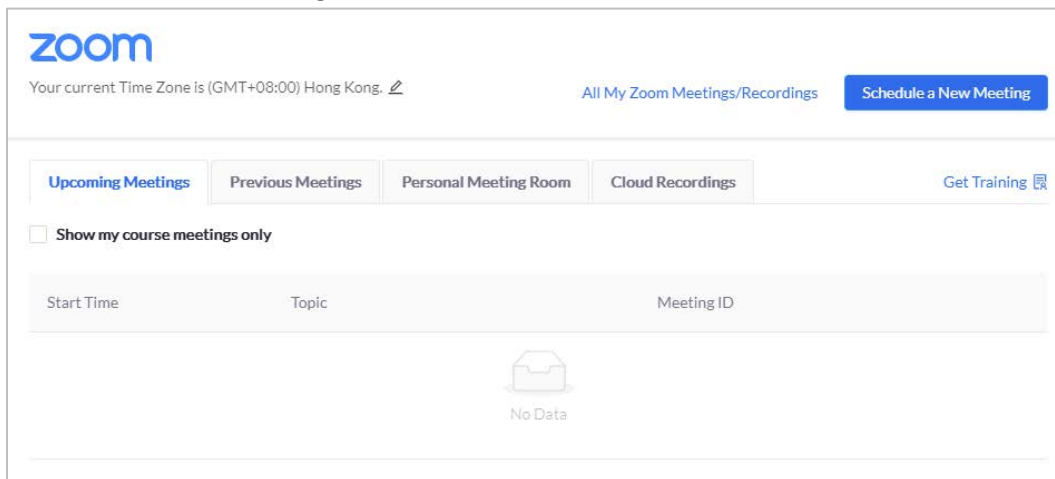 zoom
Your current Time Zone is (GMT+08:00) Hong Kong.
All My Zoom Meetings/Recordings
Schedule a New Meeting
Upcoming Meetings
Previous Meetings
Personal Meeting Room
Cloud Recordings
Get Training
Show my course meetings only
Start Time
Topic
Meeting ID
No Data